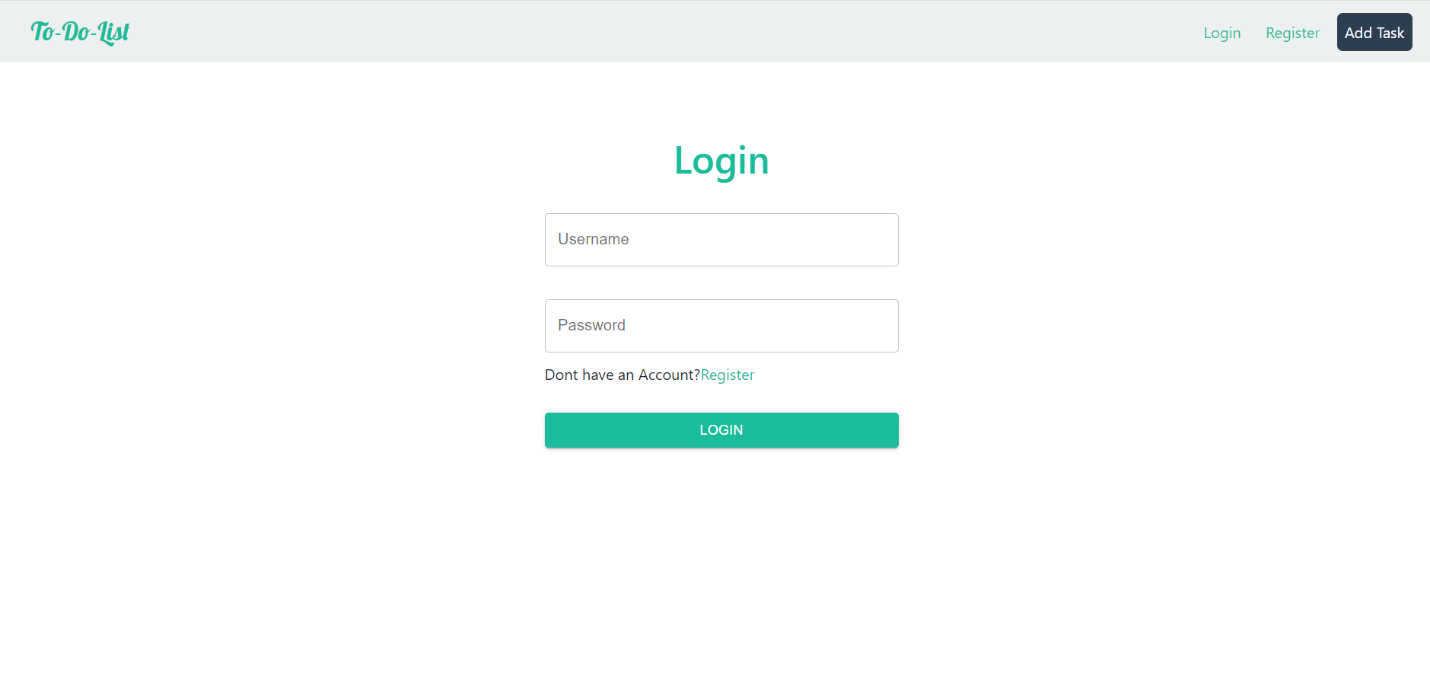 To-Do-List
Login Register Add Task
Login
Username
Password
Dont have an Account?Register
LOGIN